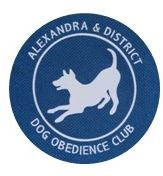 ALEXANDRA & DISTRICT
DOG OBEDIENCE CLUB